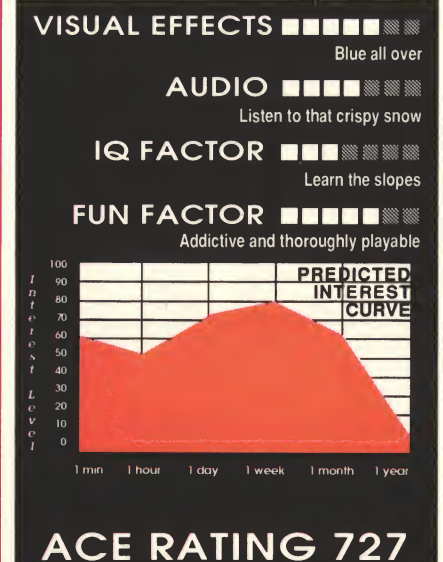 VISUAL EFFECTS
Blue all over
AUDIO
Listen to that crispy snow
IQ FACTOR
Learn the slopes
FUN FACTOR
Addictive and thoroughly playable
PREDICTED
INTEREST
CURVE
Interest Level
100
90
80
70
60
50
40
30
20
10
0
1 min 1 hour 1 day 1 week 1 month 1 year
ACE RATING 727